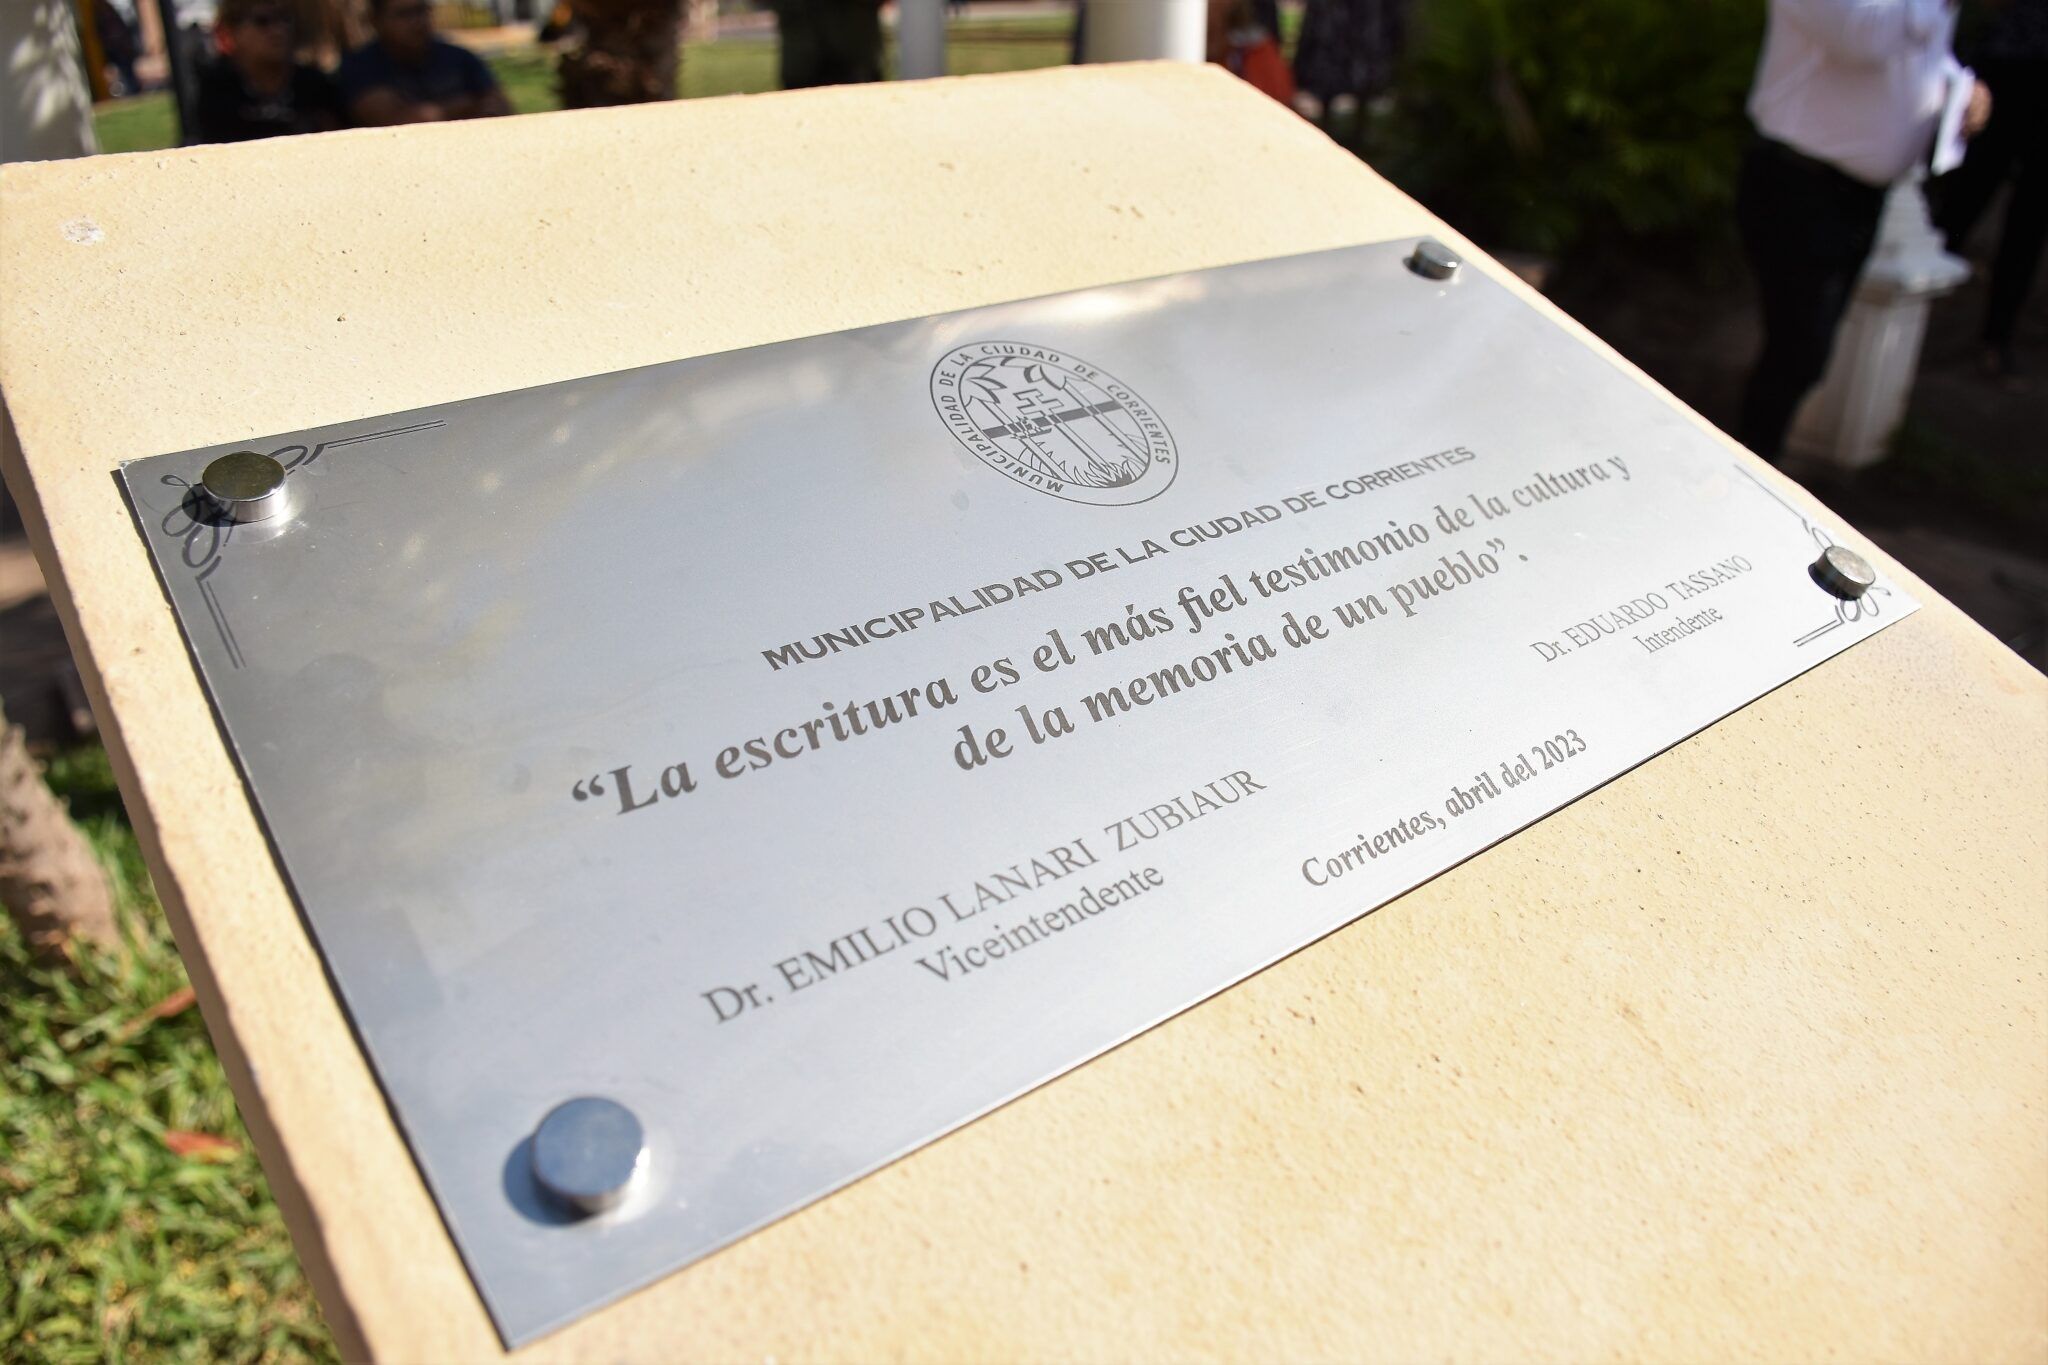 MUNICIPALIDAD DE LA CIUDAD DE CORRIENTES
MUNICIPALIDAD DE LA CIUDAD DE CORRIENTES
“La escritura es el más fiel testimonio de la cultura y
de la memoria de un pueblo”.
Dr. EMILIO LANARI ZUBIAUR
Viceintendente
Dr. EDUARDO TASSANO
Intendente
Corrientes, abril del 2023